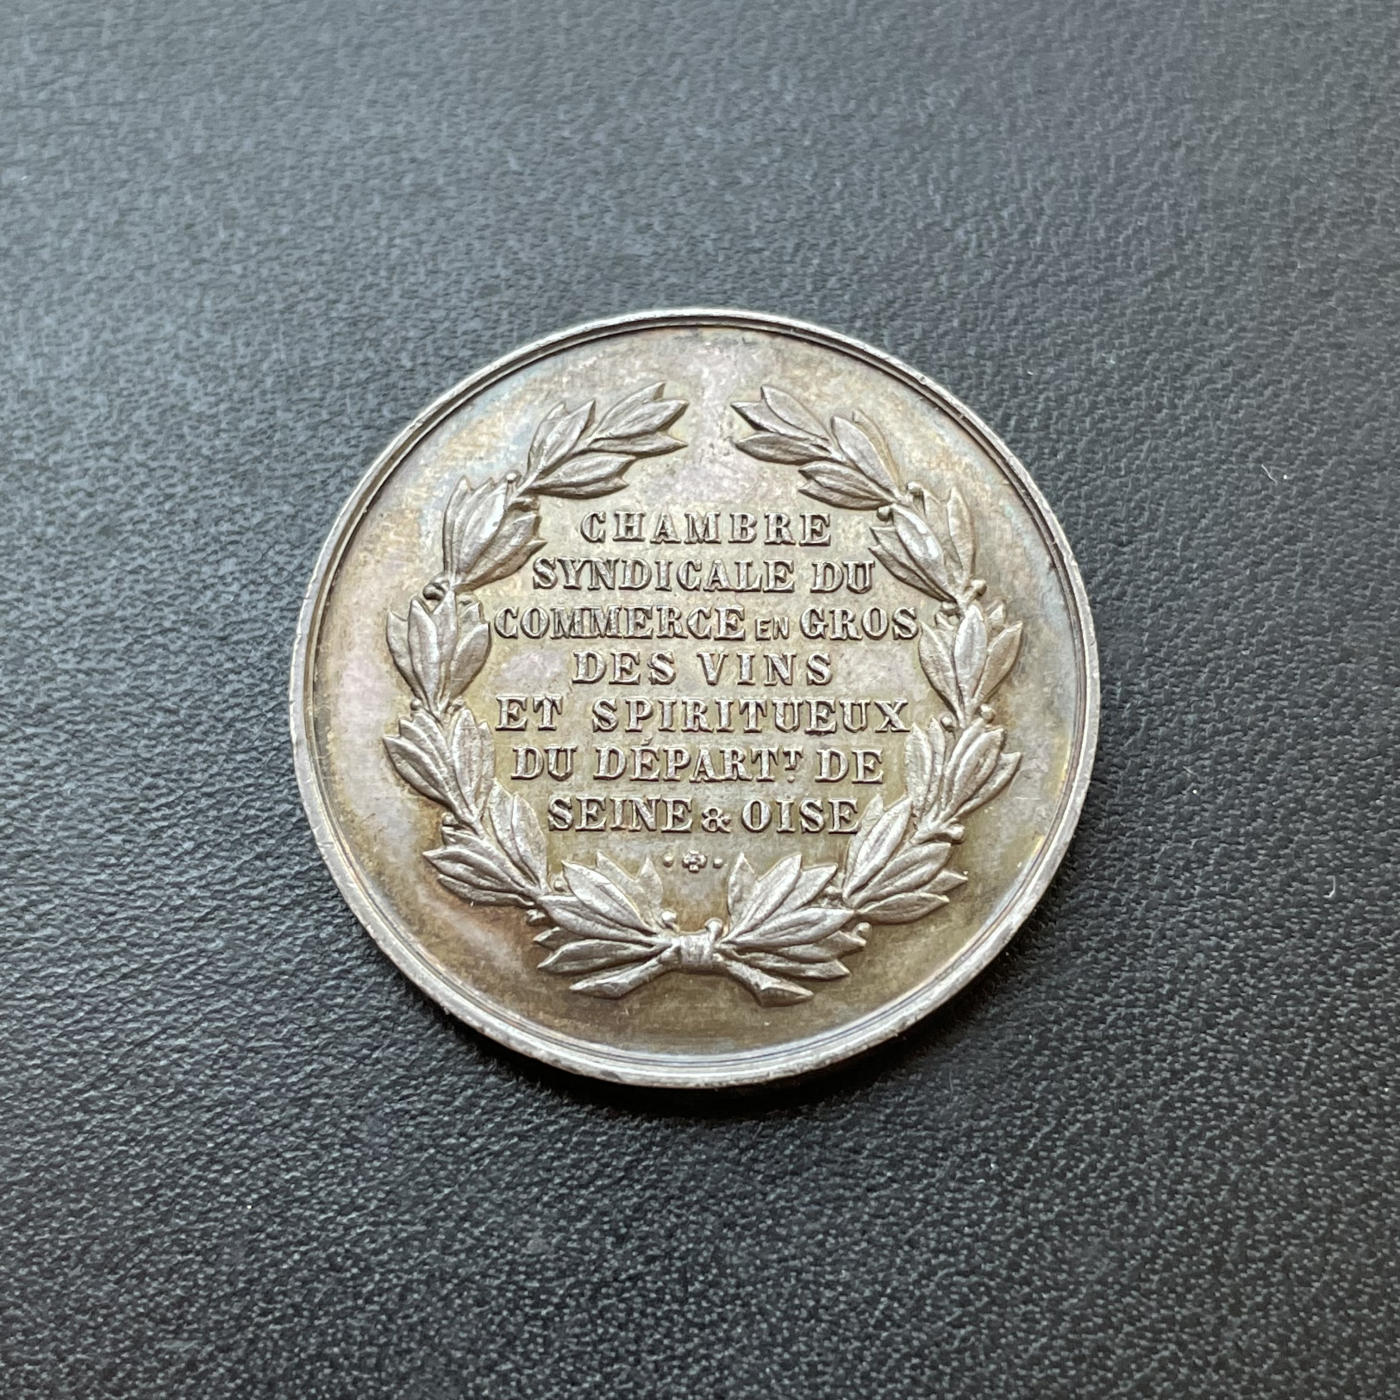 CHAMBRE
SYNDICALE DU
COMMERCE EN GROS
DES VINS
ET SPIRITUEUX
DU DÉPARTT DE
SEINE & OISE